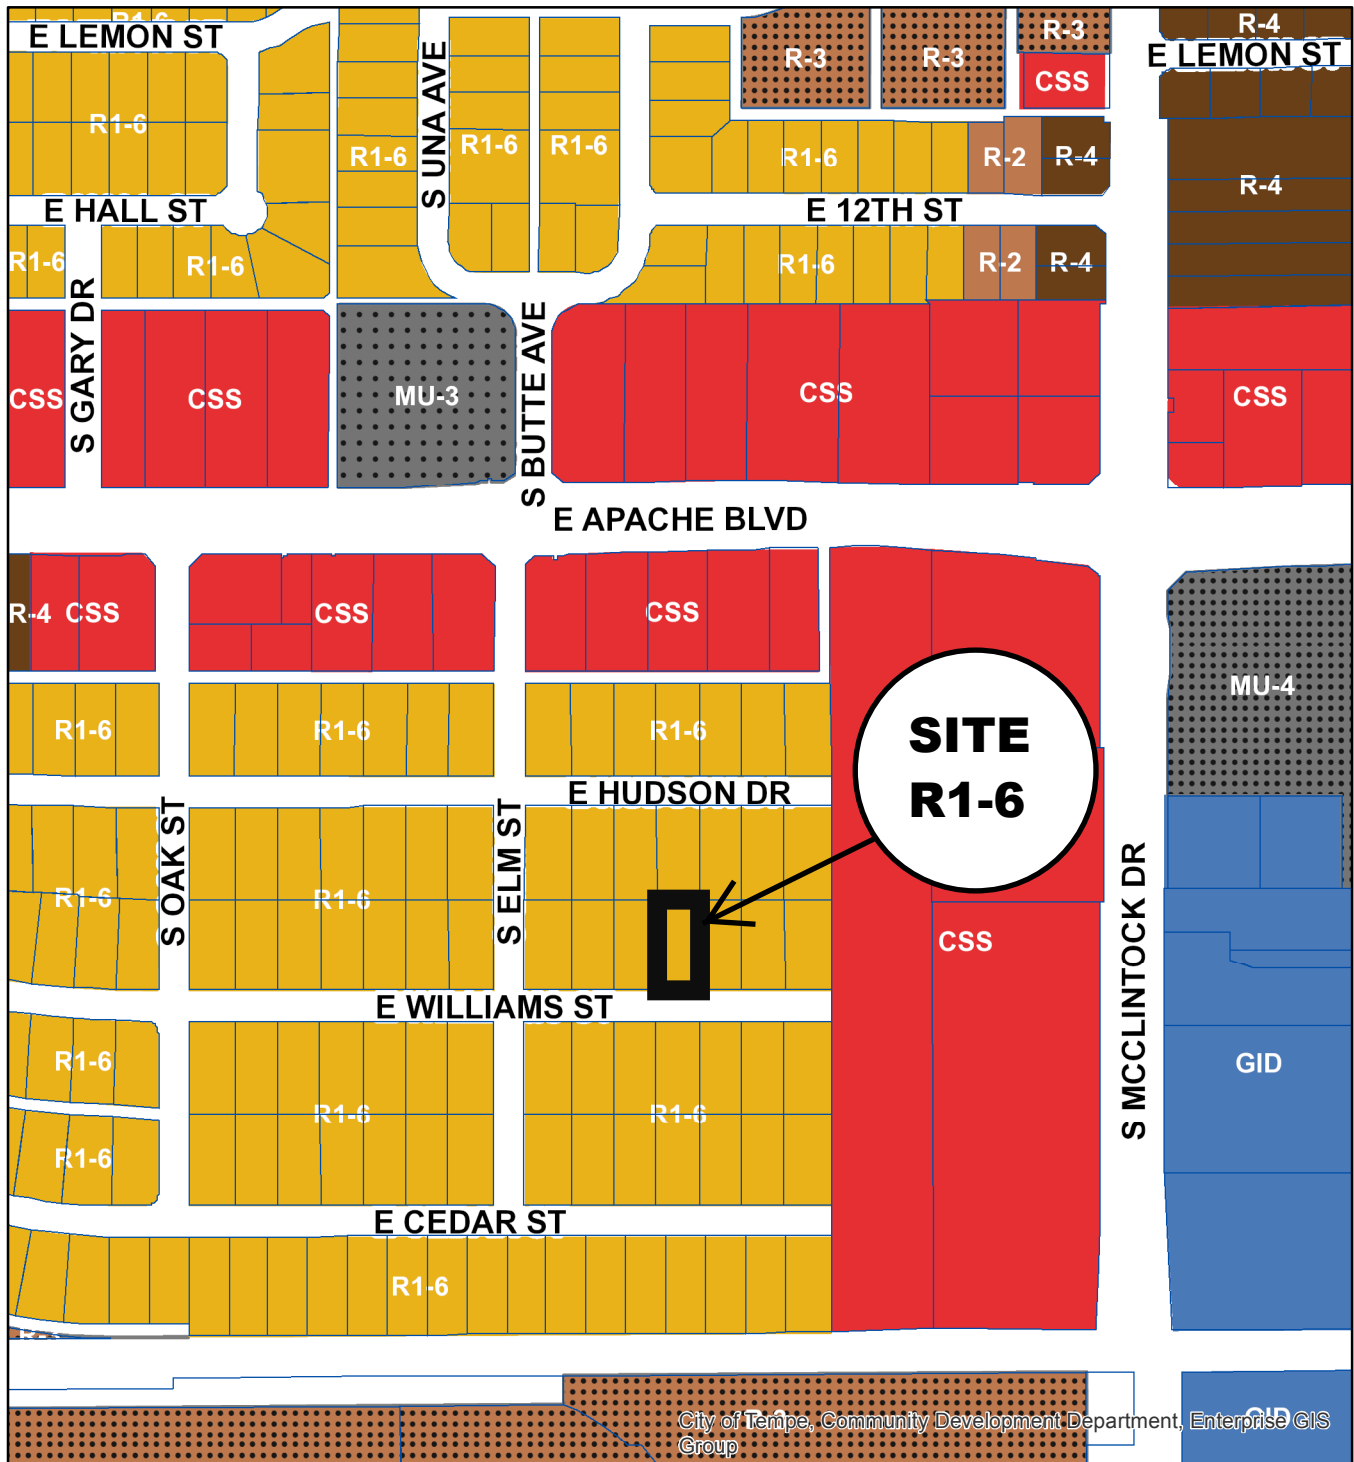 R1-6
E LEMON ST
R-4
R-3
R-3
R-3
E LEMON ST
CSS
R1-6
S UNA AVE
R1-6
R1-6
R1-6
R1-6
R-2
R-4
R-4
E HALL ST
E 12TH ST
R1-6
R1-6
R1-6
R-2
R-4
S GARY DR
CSS
CSS
MU-3
S BUTTE AVE
CSS
CSS
E APACHE BLVD
R-4
CSS
CSS
CSS
MU-4
R1-6
R1-6
R1-6
SITE
R1-6
E HUDSON DR
S OAK ST
S ELM ST
R1-6
R1-6
CSS
S MCCLINTOCK DR
E WILLIAMS ST
R1-6
GID
R1-6
R1-6
R1-6
E CEDAR ST
R1-6
GID
City of Tempe, Community Development Department, Enterprise GIS
Group